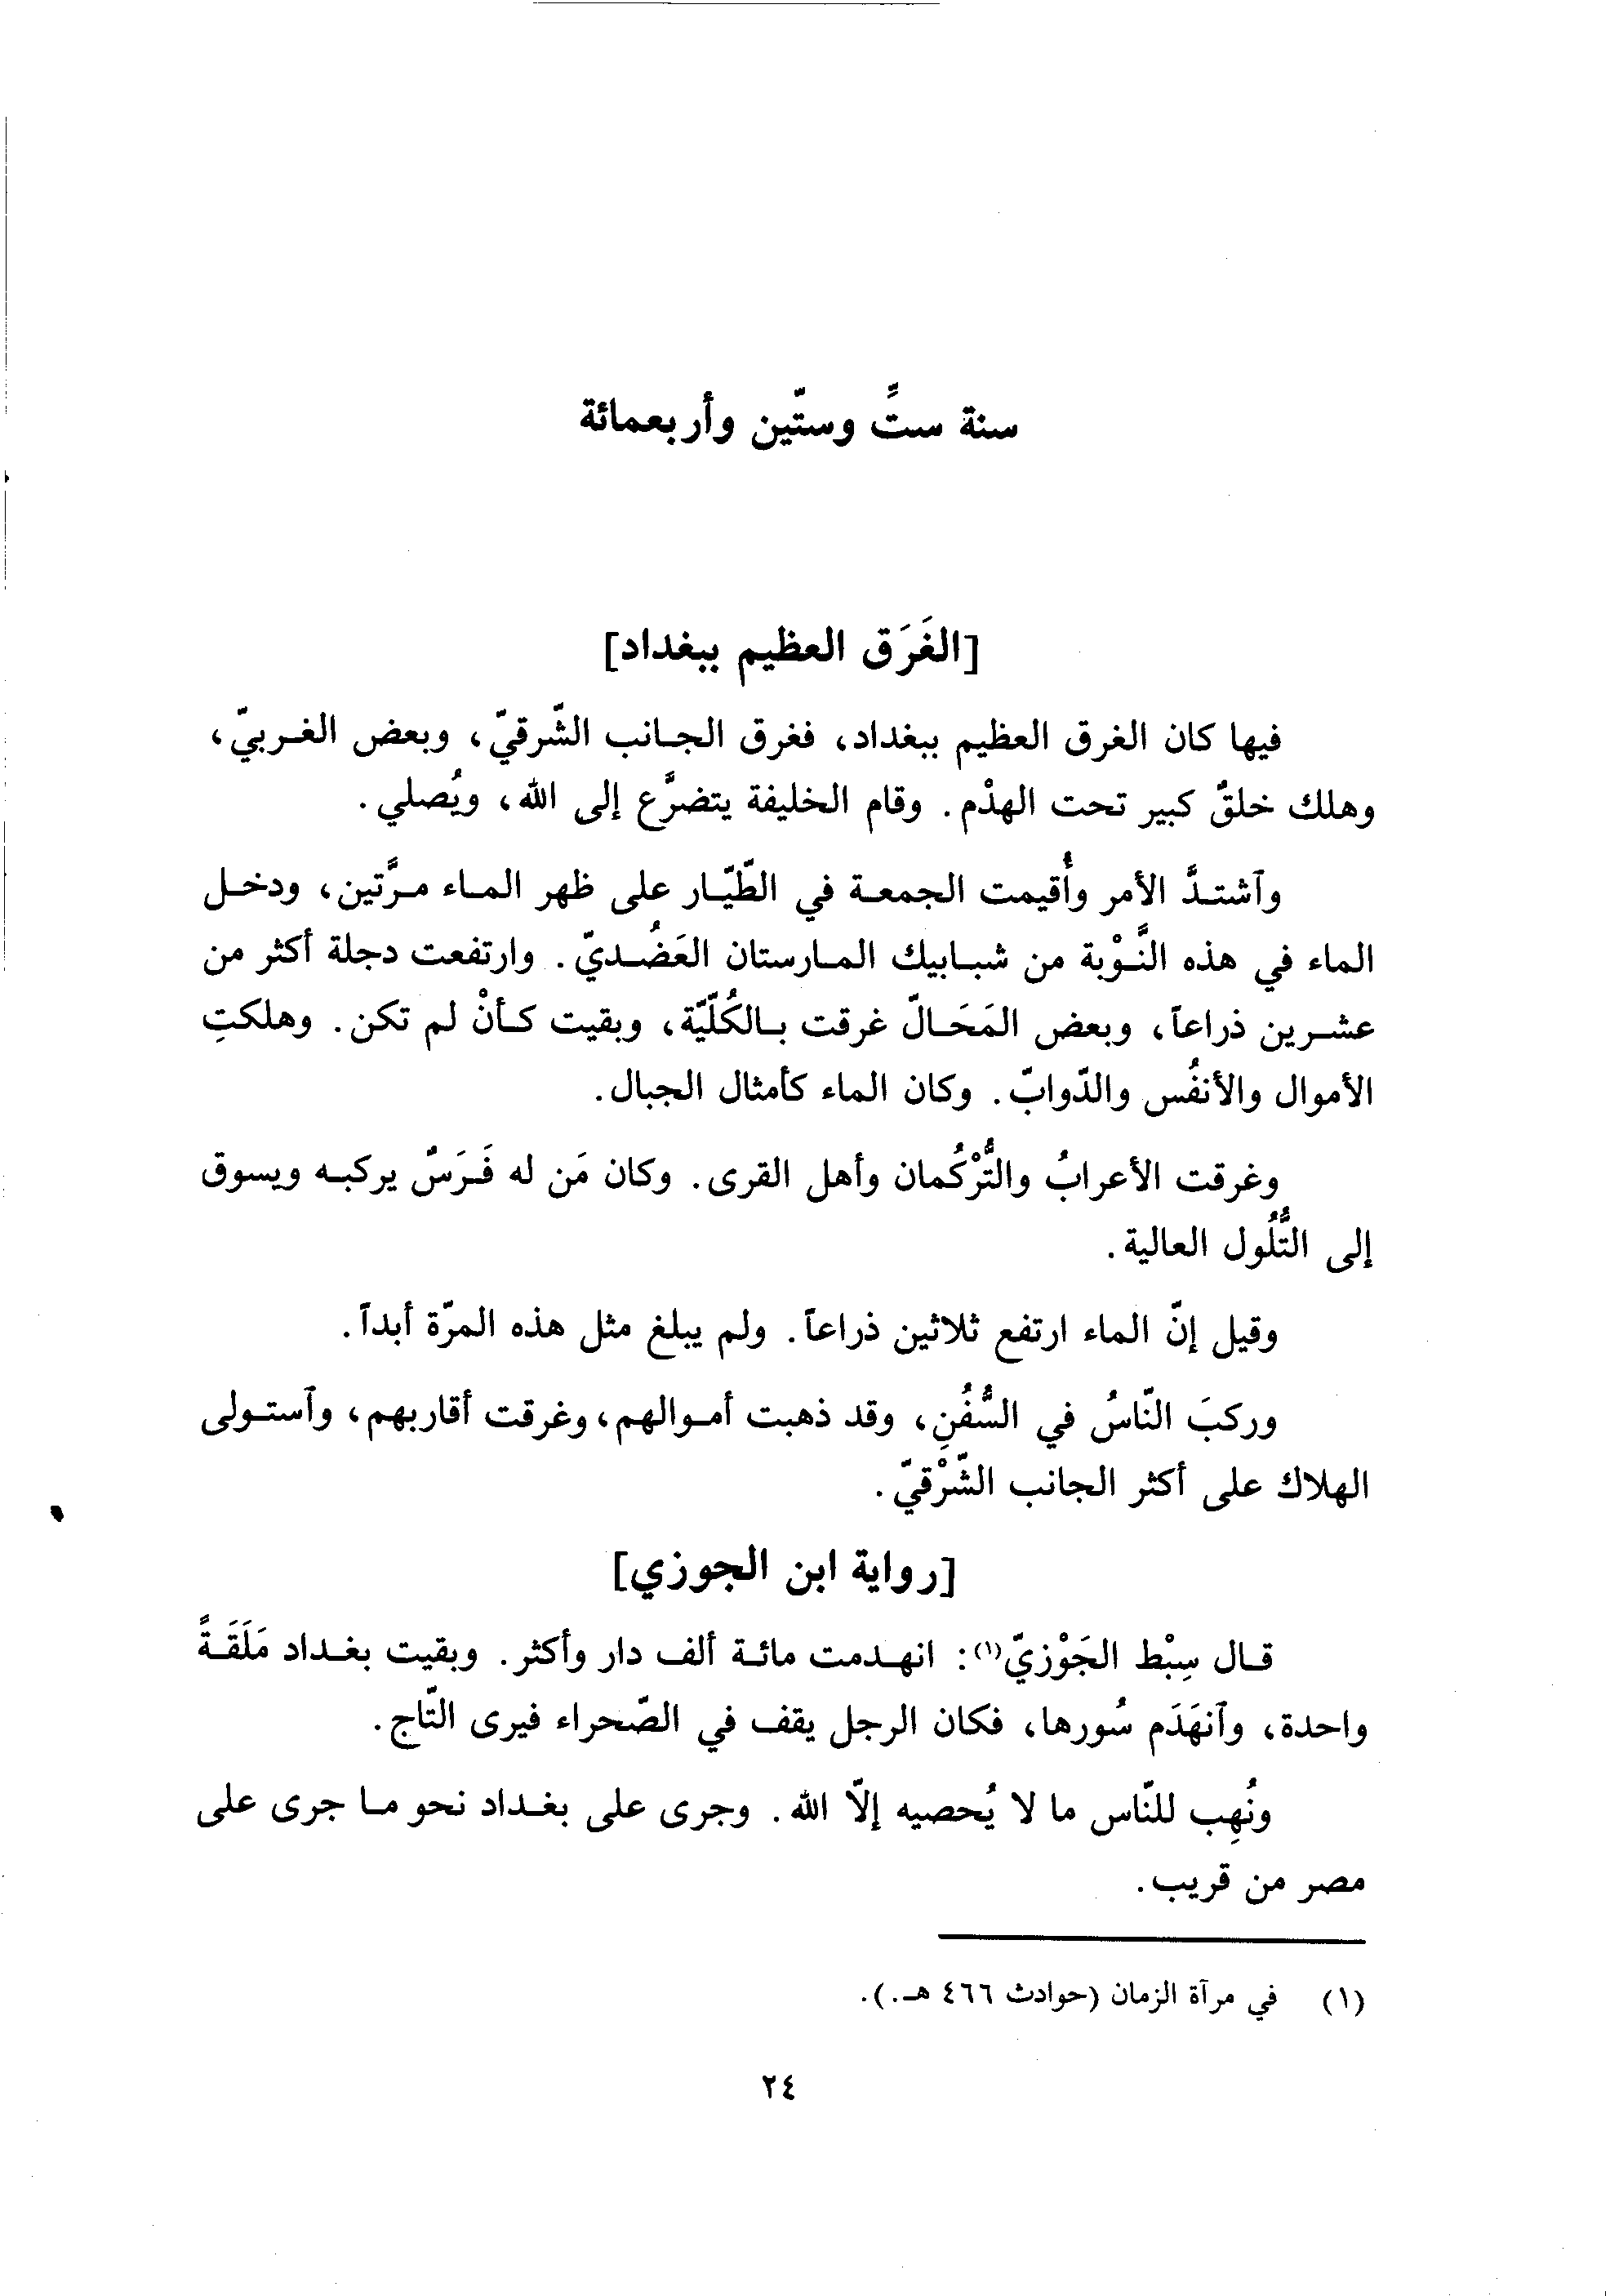 سنة ستٍّ وستّين وأربعمائة
[الغَرَق العظيم ببغداد]
فيها كان الغرق العظيم ببغداد، فغرق الجانب الشّرقيّ، وبعض الغربيّ،
وهلك خلقٌ كبير تحت الهدْم. وقام الخليفة يتضرَّع إلى الله، ويُصلي.
وآشتدَّ الأمر وأُقيمت الجمعة في الطّيّار على ظهر الماء مرَّتين، ودخل
الماء في هذه النَّوْبة من شبابيك المارستان العَضُديّ. وارتفعت دجلة أكثر من
عشرين ذراعاً، وبعض المَحَالّ غرقت بالكُلّيّة، وبقيت كأنْ لم تكن. وهلكتِ
الأموال والأنفُس والدّوابّ. وكان الماء كأمثال الجبال.
وغرقت الأعرابُ والتُّرْكُمان وأهل القرى. وكان مَن له فَرَسٌ يركبه ويسوق
إلى التُّلُول العالية.
وقيل إنّ الماء ارتفع ثلاثين ذراعاً. ولم يبلغ مثل هذه المرّة أبداً.
وركبَ النّاسُ في السُّفُنِ، وقد ذهبت أموالهم، وغرقت أقاربهم، وآستولى
الهلاك على أكثر الجانب الشّرْقيّ.
[رواية ابن الجوزي]
قال سِبْط الجَوْزيّ(١): انهدمت مائة ألف دار وأكثر. وبقيت بغداد مَلَقَةً
واحدة، وآنهَدَم سُورها، فكان الرجل يقف في الصّحراء فيرى التّاج.
ونُهِب للنّاس ما لا يُحصيه إلّا الله. وجرى على بغداد نحو ما جرى على
مصر من قريب.
(١) في مرآة الزمان (حوادث ٤٦٦ هـ.).
٢٤